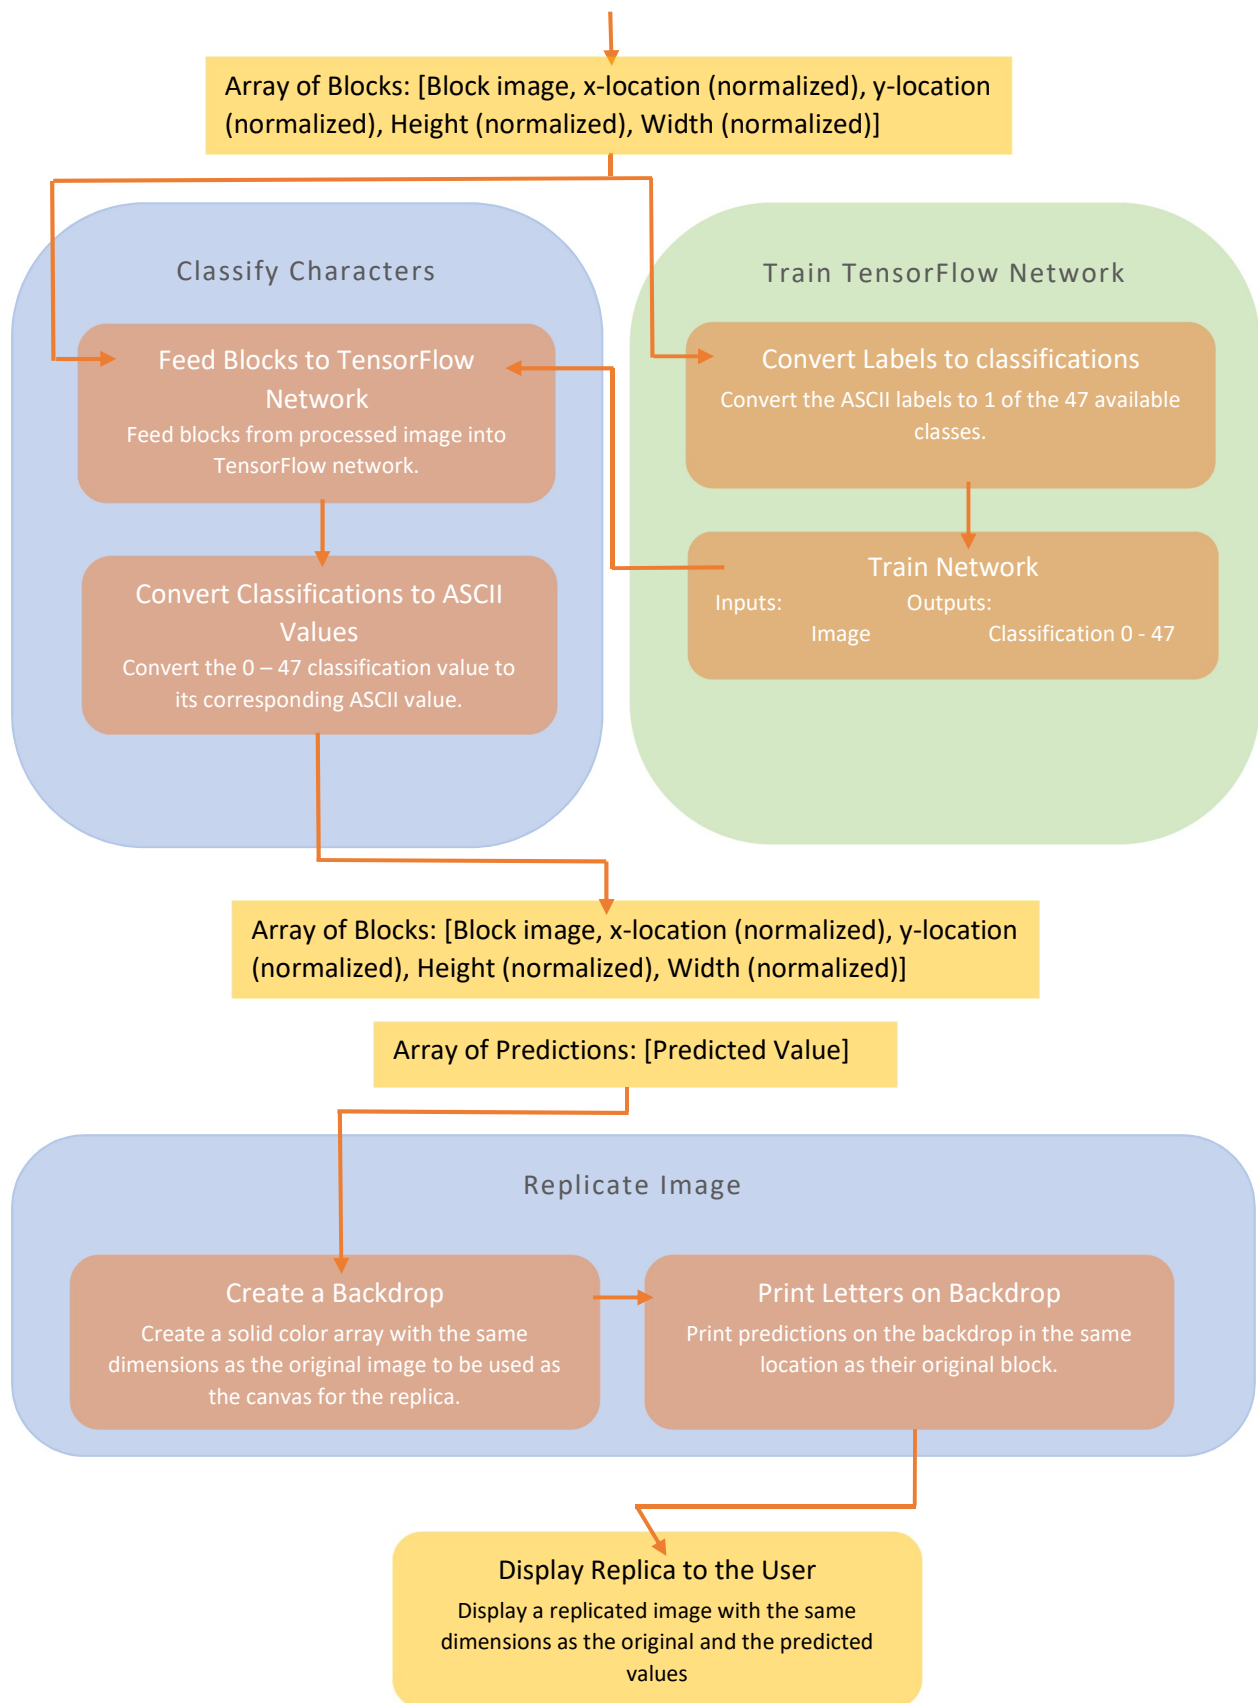 Array of Blocks: [Block image, x-location (normalized), y-location
(normalized), Height (normalized), Width (normalized)]
Classify Characters
Feed Blocks to TensorFlow
Network
Feed blocks from processed image into
TensorFlow network.
Convert Classifications to ASCII
Values
Convert the 0 – 47 classification value to
its corresponding ASCII value.
Train TensorFlow Network
Convert Labels to classifications
Convert the ASCII labels to 1 of the 47 available
classes.
Train Network
Inputs: Outputs:
Image Classification 0 - 47
Array of Blocks: [Block image, x-location (normalized), y-location
(normalized), Height (normalized), Width (normalized)]
Array of Predictions: [Predicted Value]
Replicate Image
Create a Backdrop
Create a solid color array with the same
dimensions as the original image to be used as
the canvas for the replica.
Print Letters on Backdrop
Print predictions on the backdrop in the same
location as their original block.
Display Replica to the User
Display a replicated image with the same
dimensions as the original and the predicted
values